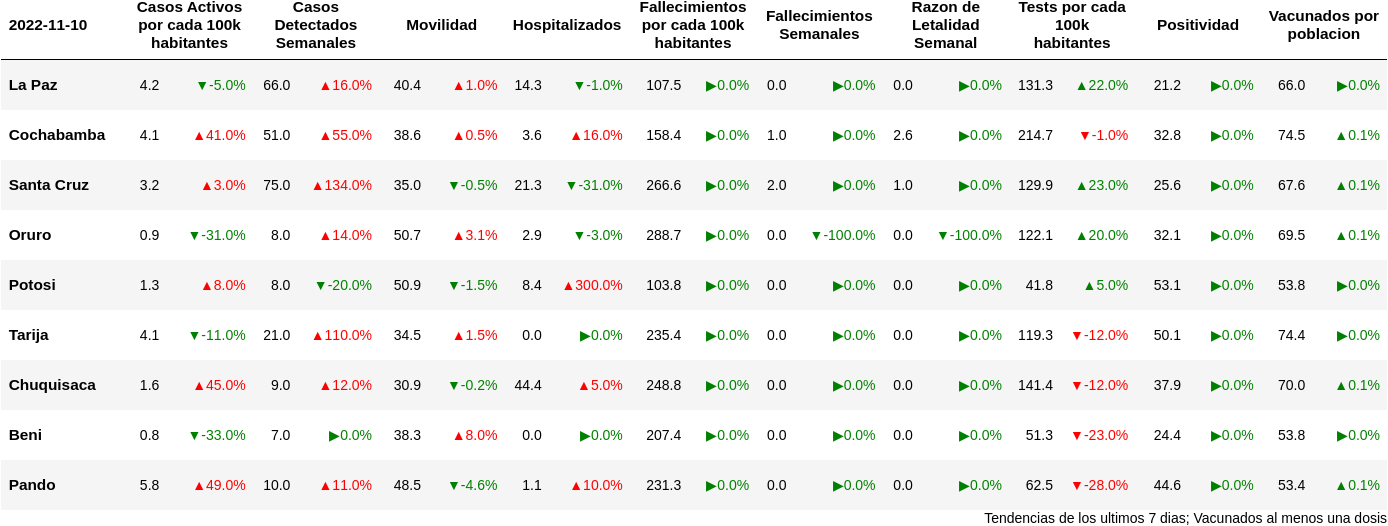 2022-11-10 Casos Activos por cada 100k habitantes Casos Detectados Semanales Movilidad Hospitalizados Fallecimientos por cada 100k habitantes Fallecimientos Semanales Razon de Letalidad Semanal Tests por cada 100k habitantes Positividad Vacunados por poblacion
La Paz 4.2 ▼-5.0% 66.0 ▲16.0% 40.4 ▲1.0% 14.3 ▼-1.0% 107.5 ▶0.0% 0.0 ▶0.0% 0.0 ▶0.0% 131.3 ▲22.0% 21.2 ▶0.0% 66.0 ▶0.0%
Cochabamba 4.1 ▲41.0% 51.0 ▲55.0% 38.6 ▲0.5% 3.6 ▲16.0% 158.4 ▶0.0% 1.0 ▶0.0% 2.6 ▶0.0% 214.7 ▼-1.0% 32.8 ▶0.0% 74.5 ▲0.1%
Santa Cruz 3.2 ▲3.0% 75.0 ▲134.0% 35.0 ▼-0.5% 21.3 ▼-31.0% 266.6 ▶0.0% 2.0 ▶0.0% 1.0 ▶0.0% 129.9 ▲23.0% 25.6 ▶0.0% 67.6 ▲0.1%
Oruro 0.9 ▼-31.0% 8.0 ▲14.0% 50.7 ▲3.1% 2.9 ▼-3.0% 288.7 ▶0.0% 0.0 ▼-100.0% 0.0 ▼-100.0% 122.1 ▲20.0% 32.1 ▶0.0% 69.5 ▲0.1%
Potosi 1.3 ▲8.0% 8.0 ▼-20.0% 50.9 ▼-1.5% 8.4 ▲300.0% 103.8 ▶0.0% 0.0 ▶0.0% 0.0 ▶0.0% 41.8 ▲5.0% 53.1 ▶0.0% 53.8 ▶0.0%
Tarija 4.1 ▼-11.0% 21.0 ▲110.0% 34.5 ▲1.5% 0.0 ▶0.0% 235.4 ▶0.0% 0.0 ▶0.0% 0.0 ▶0.0% 119.3 ▼-12.0% 50.1 ▶0.0% 74.4 ▶0.0%
Chuquisaca 1.6 ▲45.0% 9.0 ▲12.0% 30.9 ▼-0.2% 44.4 ▲5.0% 248.8 ▶0.0% 0.0 ▶0.0% 0.0 ▶0.0% 141.4 ▼-12.0% 37.9 ▶0.0% 70.0 ▲0.1%
Beni 0.8 ▼-33.0% 7.0 ▶0.0% 38.3 ▲8.0% 0.0 ▶0.0% 207.4 ▶0.0% 0.0 ▶0.0% 0.0 ▶0.0% 51.3 ▼-23.0% 24.4 ▶0.0% 53.8 ▶0.0%
Pando 5.8 ▲49.0% 10.0 ▲11.0% 48.5 ▼-4.6% 1.1 ▲10.0% 231.3 ▶0.0% 0.0 ▶0.0% 0.0 ▶0.0% 62.5 ▼-28.0% 44.6 ▶0.0% 53.4 ▲0.1%
Tendencias de los ultimos 7 dias; Vacunados al menos una dosis